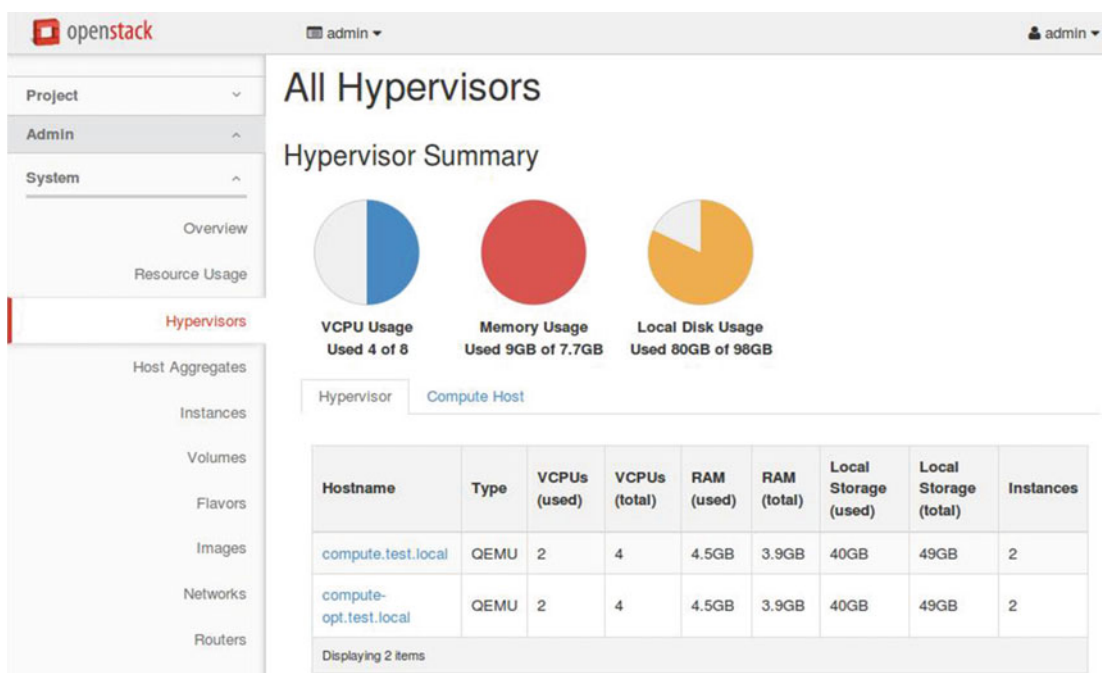 openstack
admin
admin
Project
Admin
System
Overview
Resource Usage
Hypervisors
Host Aggregates
Instances
Volumes
Flavors
Images
Networks
Routers
All Hypervisors
Hypervisor Summary
VCPU Usage
Used 4 of 8
Memory Usage
Used 9GB of 7.7GB
Local Disk Usage
Used 80GB of 98GB
Hypervisor Compute Host
Hostname Type VCPUs (used) VCPUs (total) RAM (used) RAM (total) Local Storage (used) Local Storage (total) Instances
compute.test.local QEMU 2 4 4.5GB 3.9GB 40GB 49GB 2
compute-opt.test.local QEMU 2 4 4.5GB 3.9GB 40GB 49GB 2
Displaying 2 items